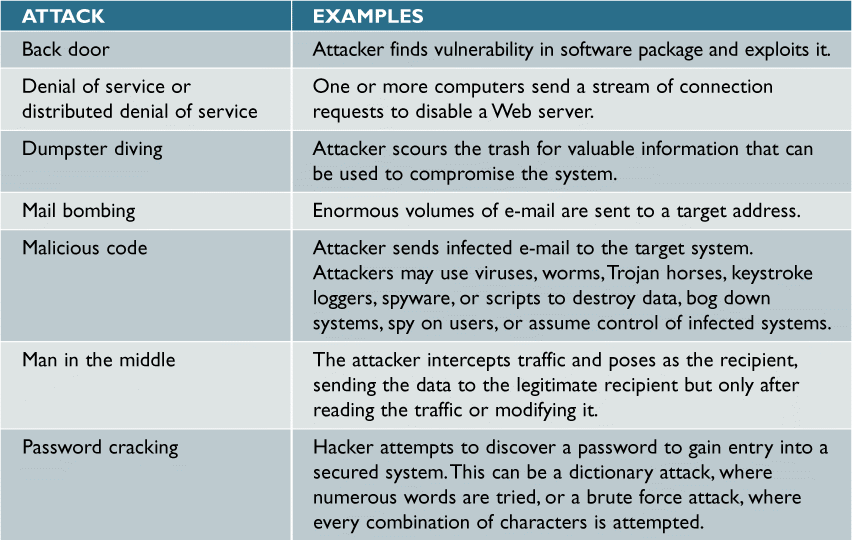 ATTACK EXAMPLES
Back door Attacker finds vulnerability in software package and exploits it.
Denial of service or
distributed denial of service
One or more computers send a stream of connection
requests to disable a Web server.
Dumpster diving
Attacker scours the trash for valuable information that can
be used to compromise the system.
Mail bombing Enormous volumes of e-mail are sent to a target address.
Malicious code
Attacker sends infected e-mail to the target system.
Attackers may use viruses, worms, Trojan horses, keystroke
loggers, spyware, or scripts to destroy data, bog down
systems, spy on users, or assume control of infected systems.
Man in the middle
The attacker intercepts traffic and poses as the recipient,
sending the data to the legitimate recipient but only after
reading the traffic or modifying it.
Password cracking
Hacker attempts to discover a password to gain entry into a
secured system. This can be a dictionary attack, where
numerous words are tried, or a brute force attack, where
every combination of characters is attempted.